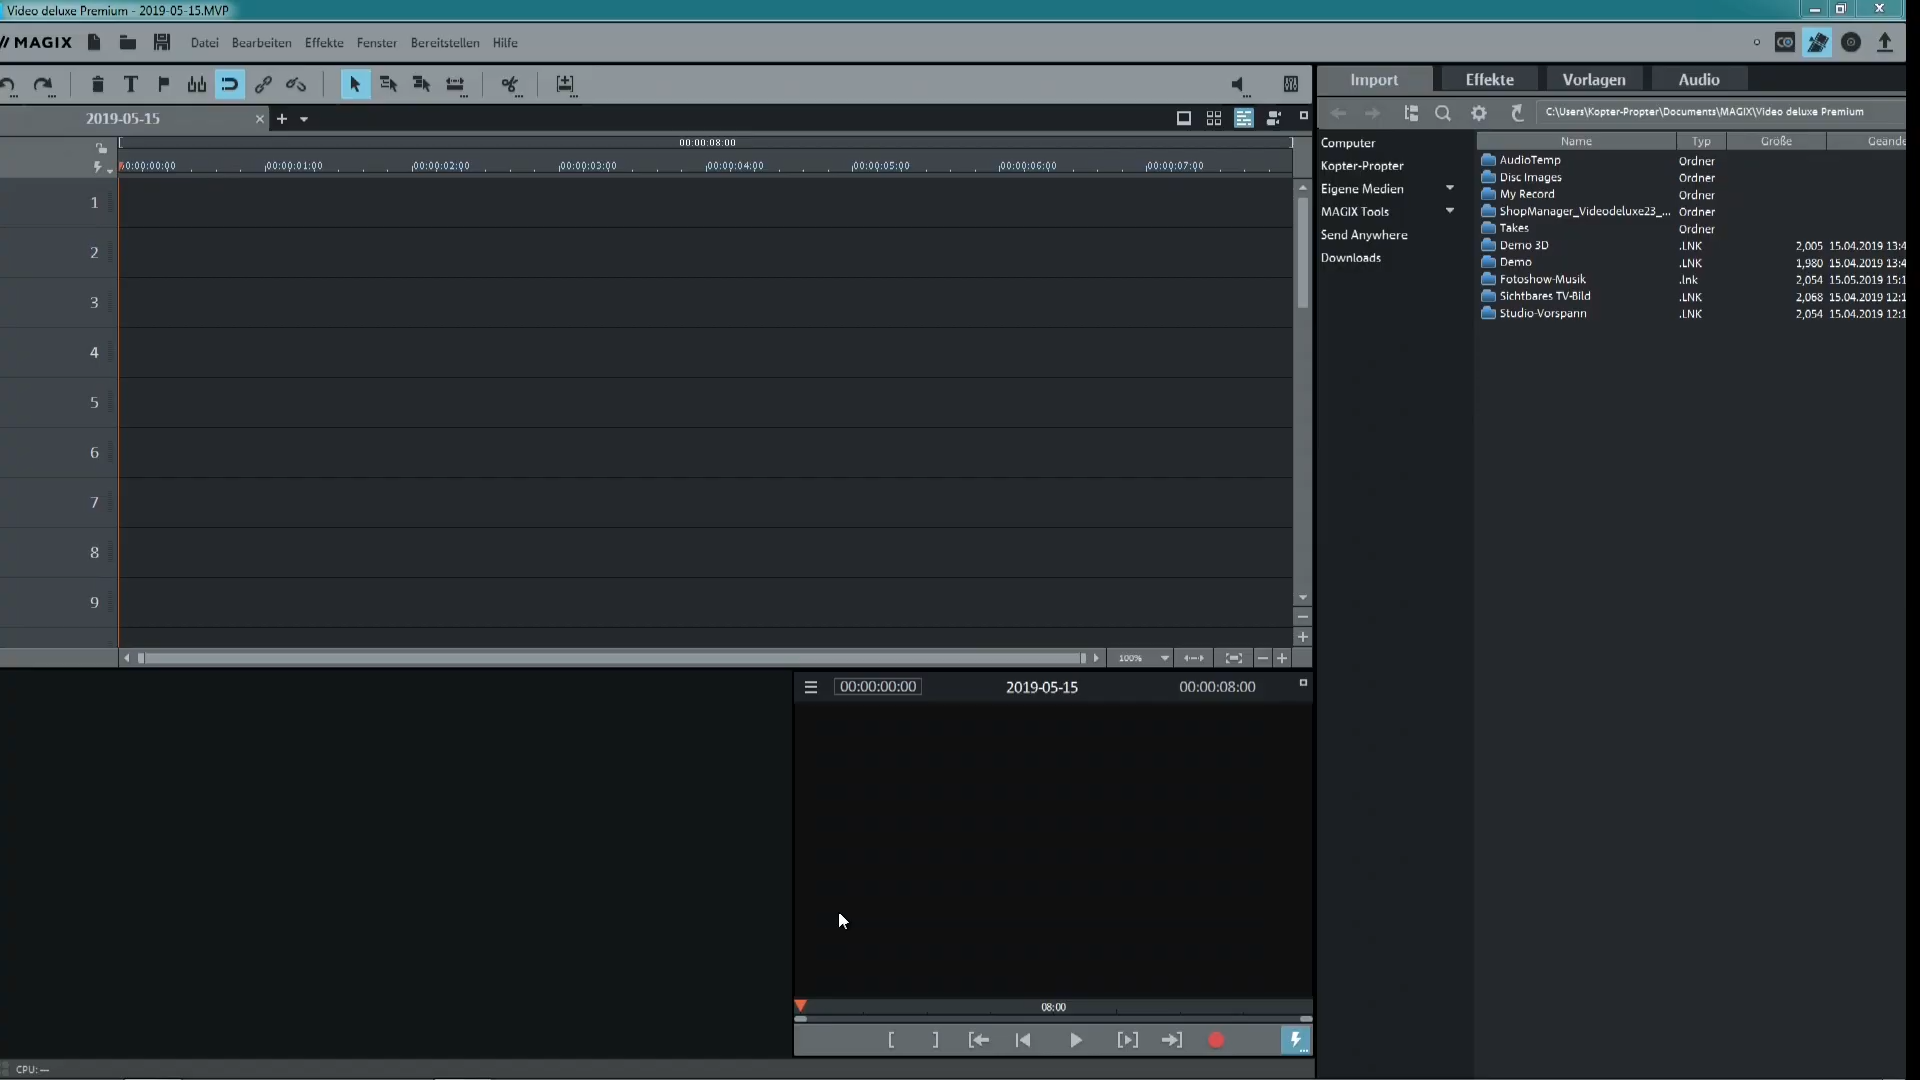 Video deluxe Premium - 2019-05-15.MVP
MAGIX Datei Bearbeiten Effekte Fenster Bereitstellen Hilfe
T
Import Effekte Vorlagen Audio
C:\Users\Kopter-Propter\Documents\MAGIX\Video deluxe Premium
2019-05-15
00:00:08:00
00:00:00:00 00:00:01:00 00:00:02:00 00:00:03:00 00:00:04:00 00:00:05:00 00:00:06:00 00:00:07:00
1
2
3
4
5
6
7
8
9
100%
Computer
Kopter-Propter
Eigene Medien
MAGIX Tools
Send Anywhere
Downloads
Name Typ Größe Geände
AudioTemp Ordner
Disc Images Ordner
My Record Ordner
ShopManager_Videodeluxe23_... Ordner
Takes Ordner
Demo 3D .LNK 2,005 15.04.2019 13:4
Demo .LNK 1,980 15.04.2019 13:4
Fotoshow-Musik .lnk 2,054 15.05.2019 15:1
Sichtbares TV-Bild .LNK 2,068 15.04.2019 12:1
Studio-Vorspann .LNK 2,054 15.04.2019 12:1
00:00:00:00 2019-05-15 00:00:08:00
08:00
CPU: ---